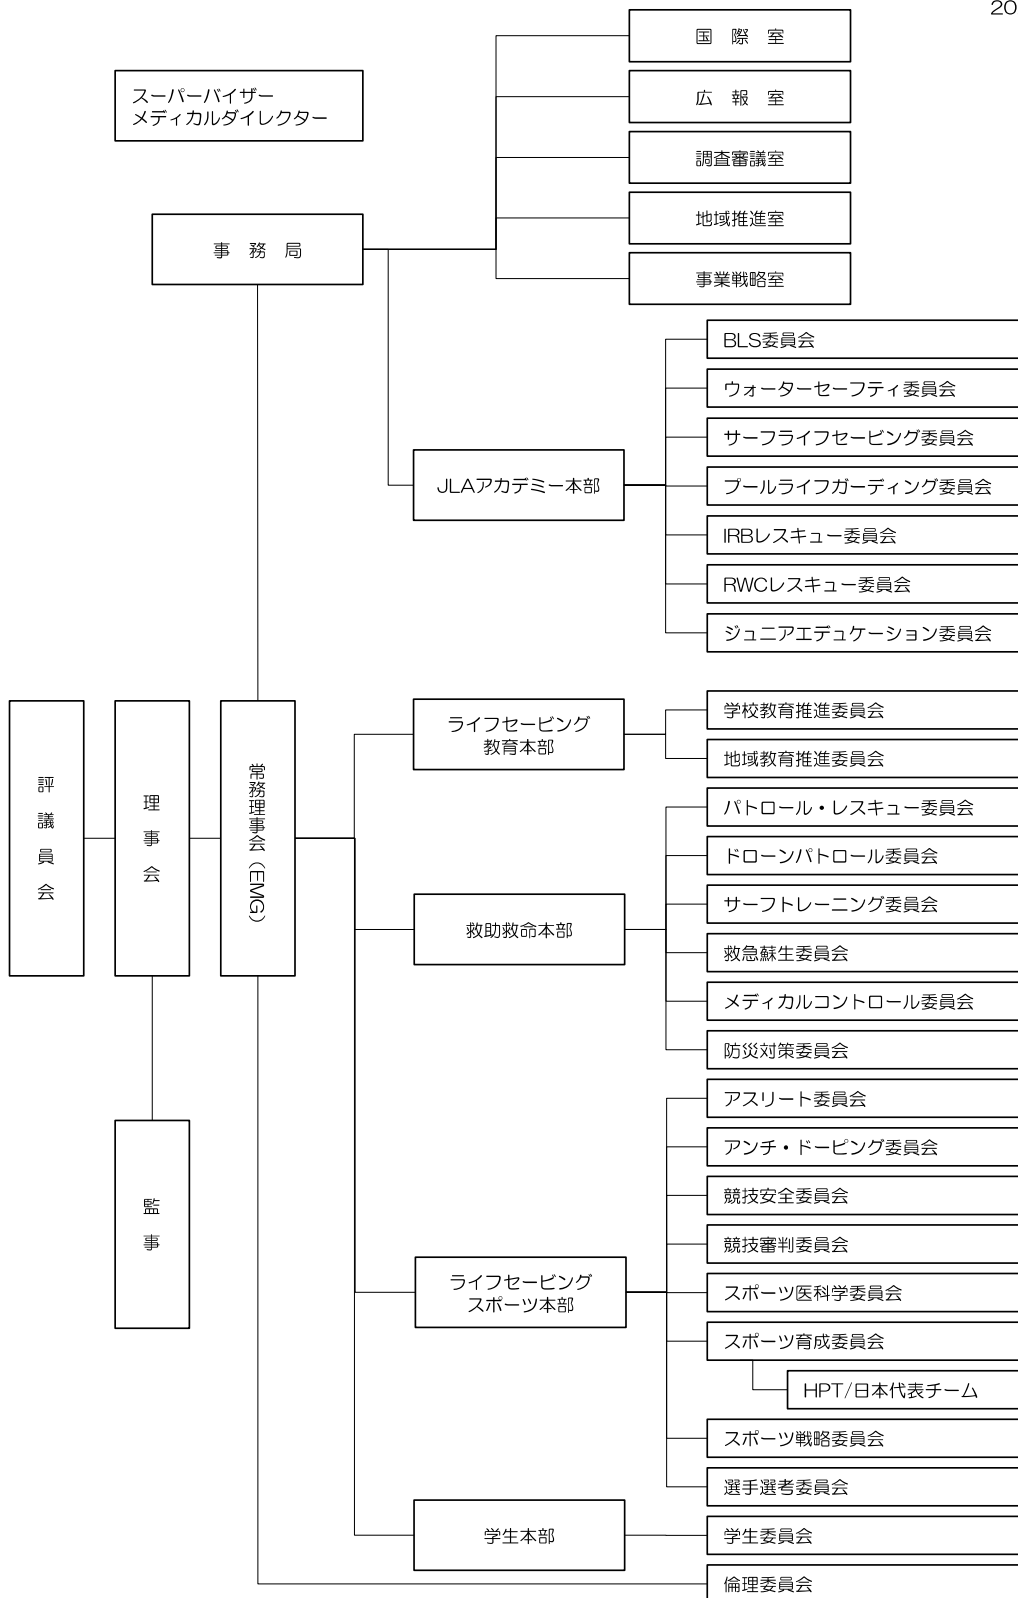 20
国　際　室
スーパーバイザー
メディカルダイレクター
広　報　室
調査審議室
地域推進室
事　務　局
事業戦略室
BLS委員会
ウォーターセーフティ委員会
サーフライフセービング委員会
JLAアカデミー本部
プールライフガーディング委員会
IRBレスキュー委員会
RWCレスキュー委員会
ジュニアエデュケーション委員会
評議員会
理事会
常務理事会（EMG）
監事
ライフセービング
教育本部
学校教育推進委員会
地域教育推進委員会
救助救命本部
パトロール・レスキュー委員会
ドローンパトロール委員会
サーフトレーニング委員会
救急蘇生委員会
メディカルコントロール委員会
防災対策委員会
ライフセービング
スポーツ本部
アスリート委員会
アンチ・ドーピング委員会
競技安全委員会
競技審判委員会
スポーツ医科学委員会
スポーツ育成委員会
HPT/日本代表チーム
スポーツ戦略委員会
選手選考委員会
学生本部
学生委員会
倫理委員会